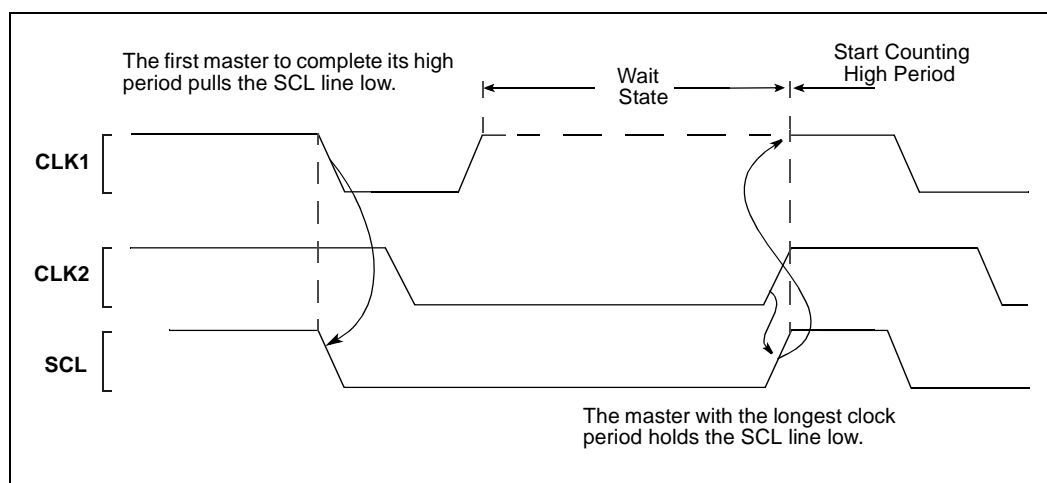 The first master to complete its high
period pulls the SCL line low.
Wait
State
Start Counting
High Period
CLK1
CLK2
SCL
The master with the longest clock
period holds the SCL line low.